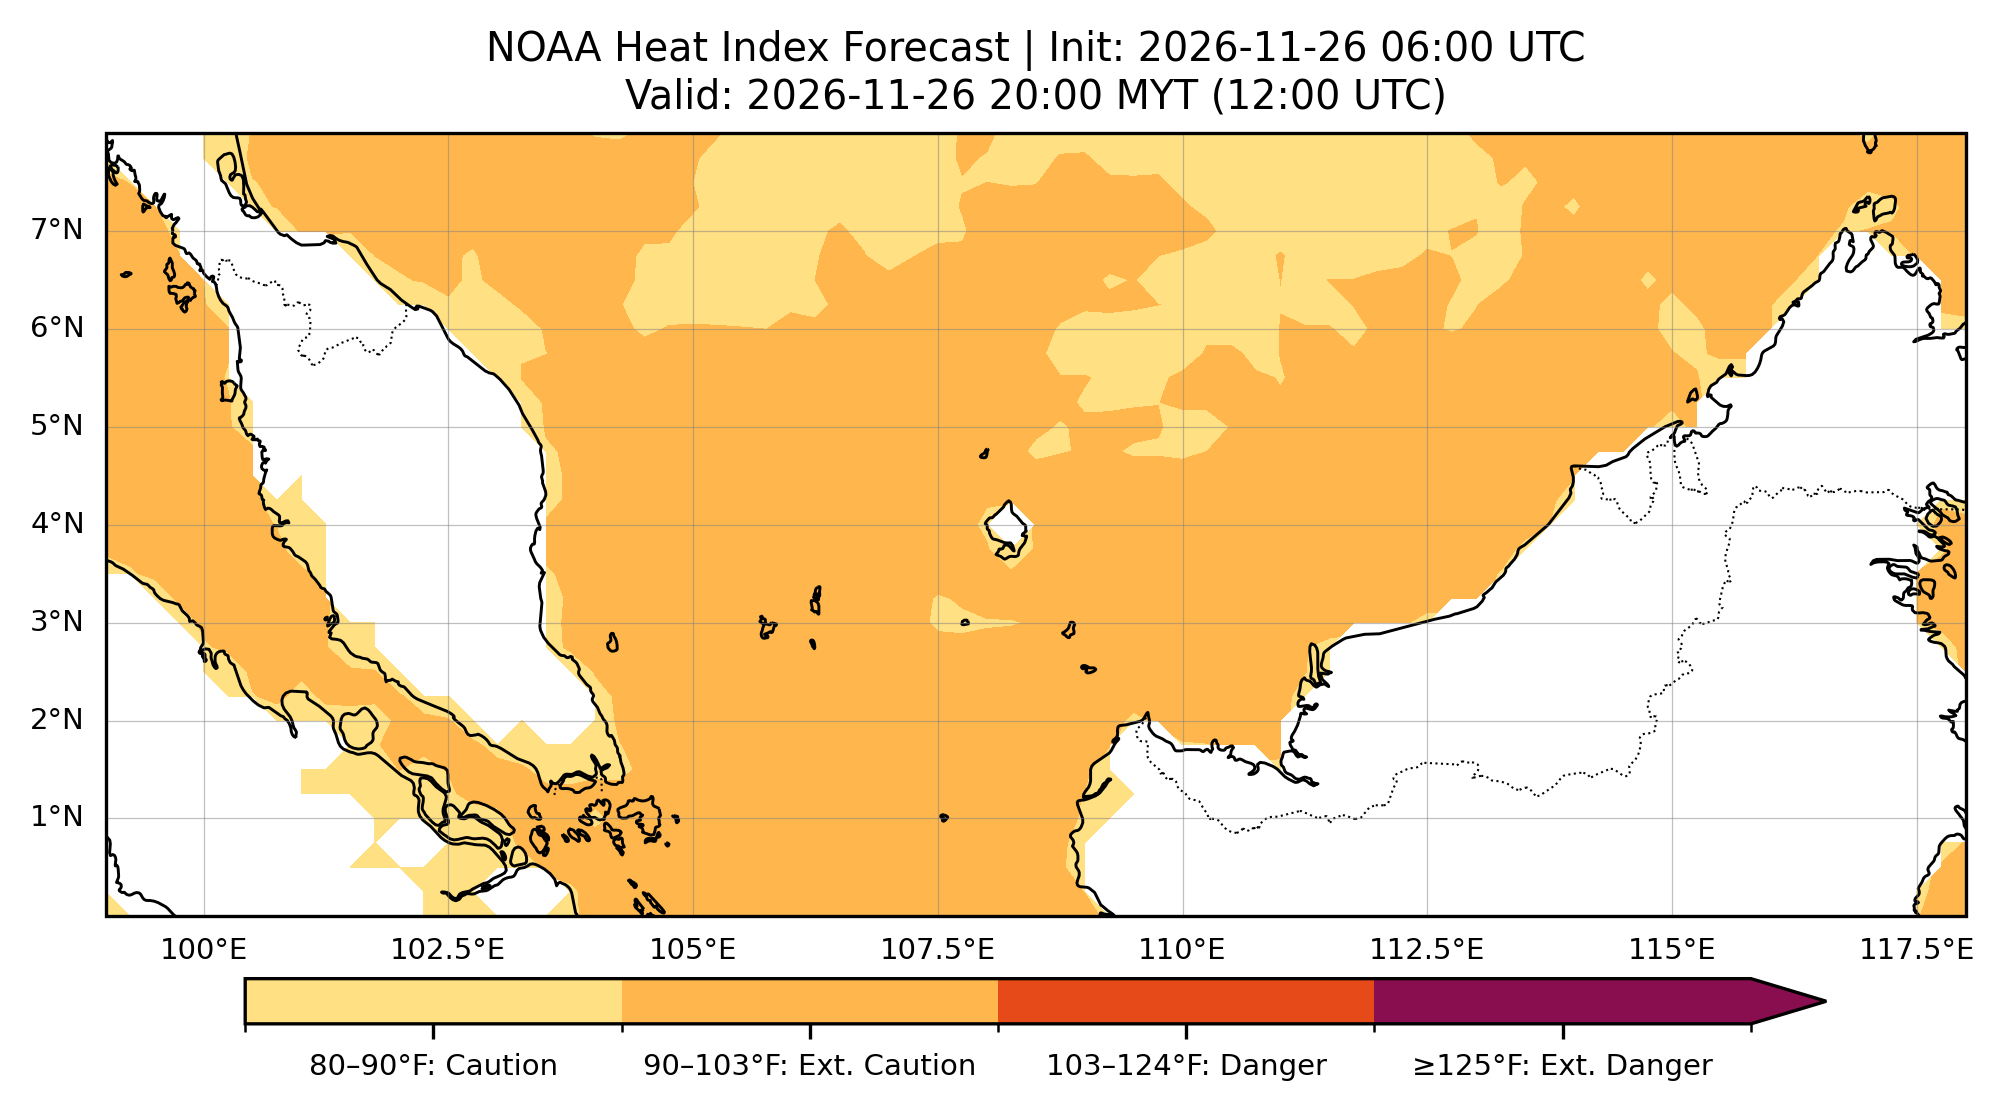 NOAA Heat Index Forecast | Init: 2026-11-26 06:00 UTC
Valid: 2026-11-26 20:00 MYT (12:00 UTC)
7°N
6°N
5°N
4°N
3°N
2°N
1°N
100°E 102.5°E 105°E 107.5°E 110°E 112.5°E 115°E 117.5°E
80–90°F: Caution 90–103°F: Ext. Caution 103–124°F: Danger ≥125°F: Ext. Danger